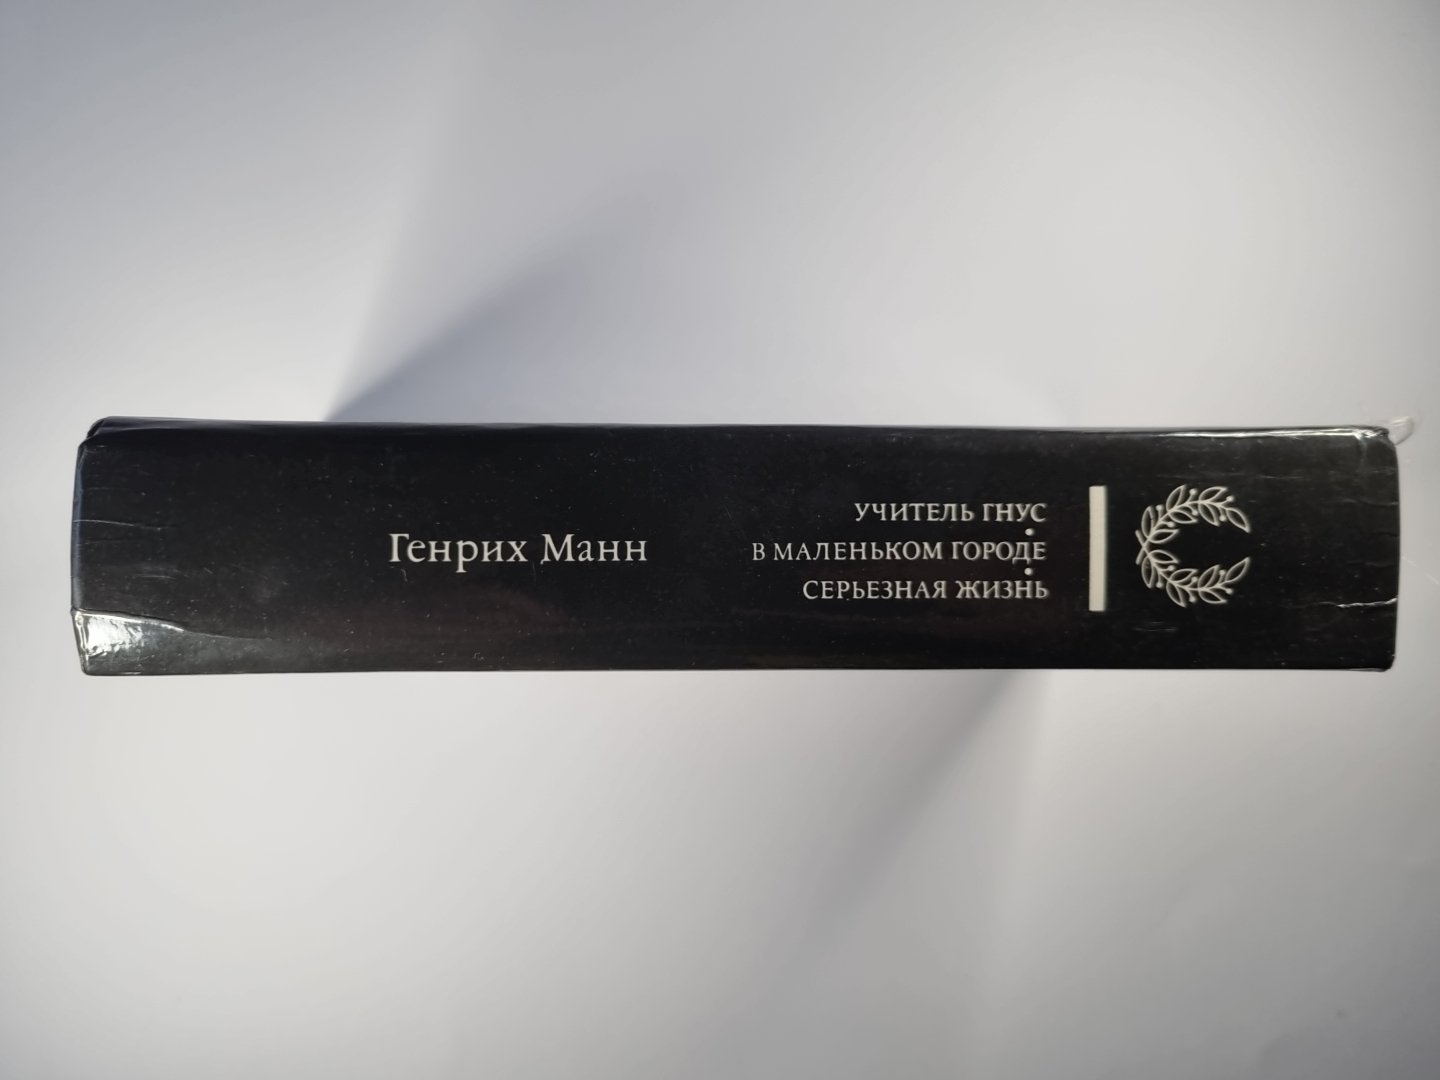 Генрих Манн
УЧИТЕЛЬ ГНУС
•
В МАЛЕНЬКОМ ГОРОДЕ
•
СЕРЬЕЗНАЯ ЖИЗНЬ